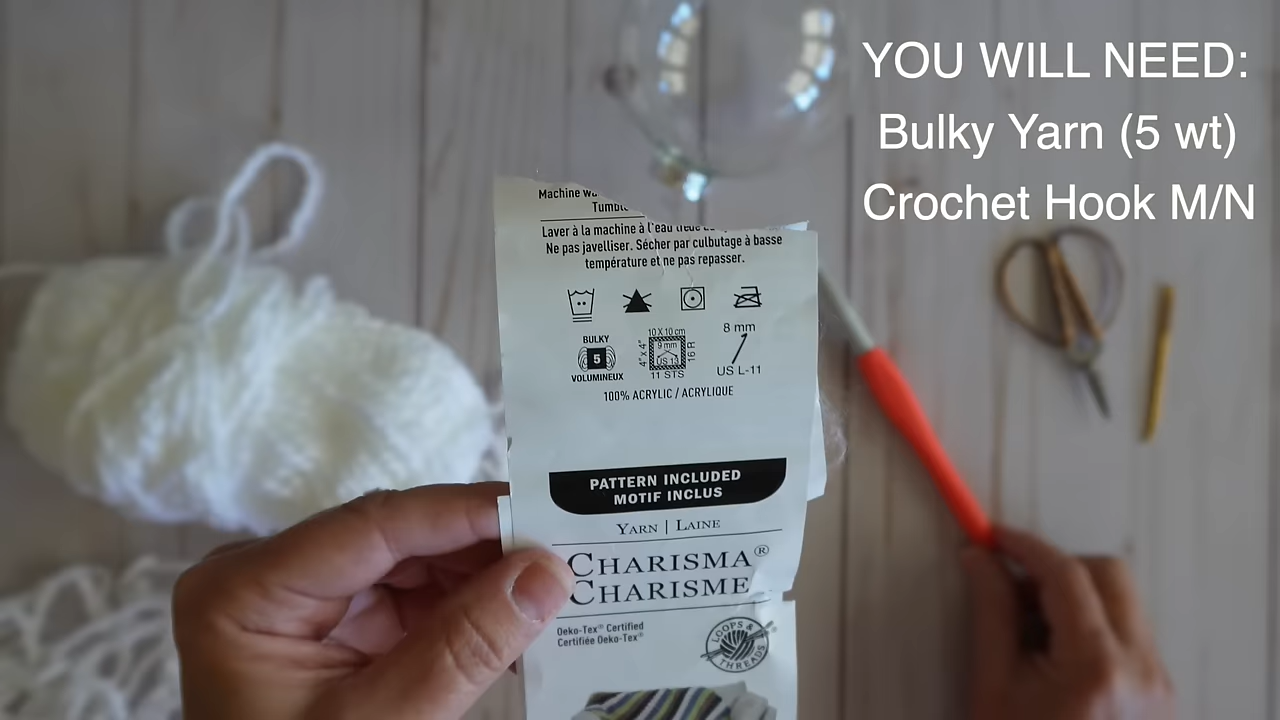 YOU WILL NEED:
Bulky Yarn (5 wt)
Crochet Hook M/N
Machine
Laver à la machine à l'eau
Ne pas javelliser. Sécher par culbutage à basse
température et ne pas repasser.
BULKY
5
VOLUMINEUX
10 X 10 cm
4" x 4"
9 mm
US 13
16 R
11 STS
8 mm
US L-11
100% ACRYLIC / ACRYLIQUE
PATTERN INCLUDED
MOTIF INCLUS
YARN | LAINE
CHARISMA®
CHARISME
Oeko-Tex® Certified
Certifiée Oeko-Tex®
LOOPS &
THREADS